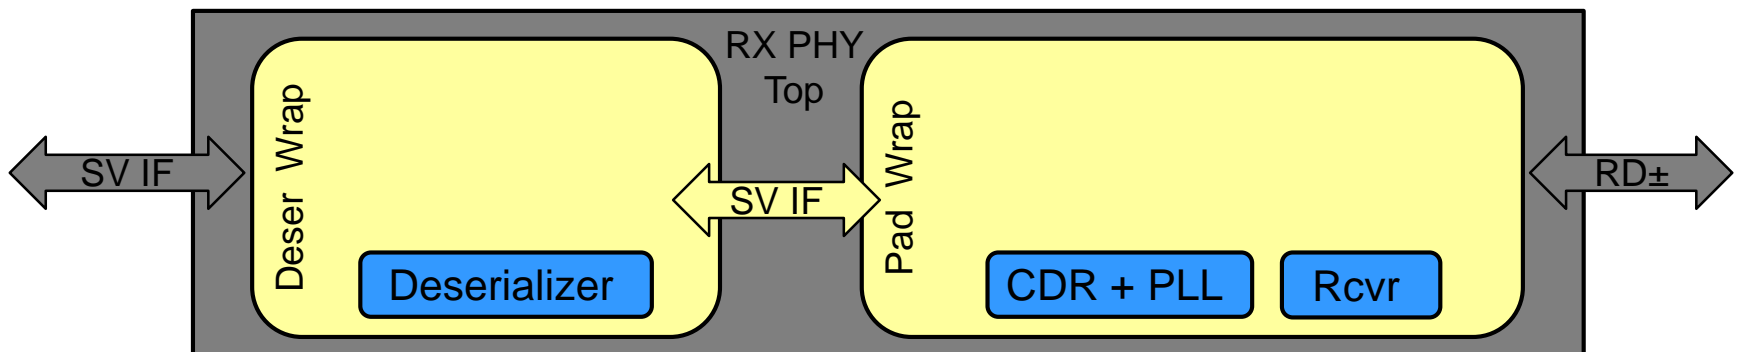 RX PHY
Top
Deser Wrap
Pad Wrap
SV IF
SV IF
RD±
Deserializer
CDR + PLL
Rcvr